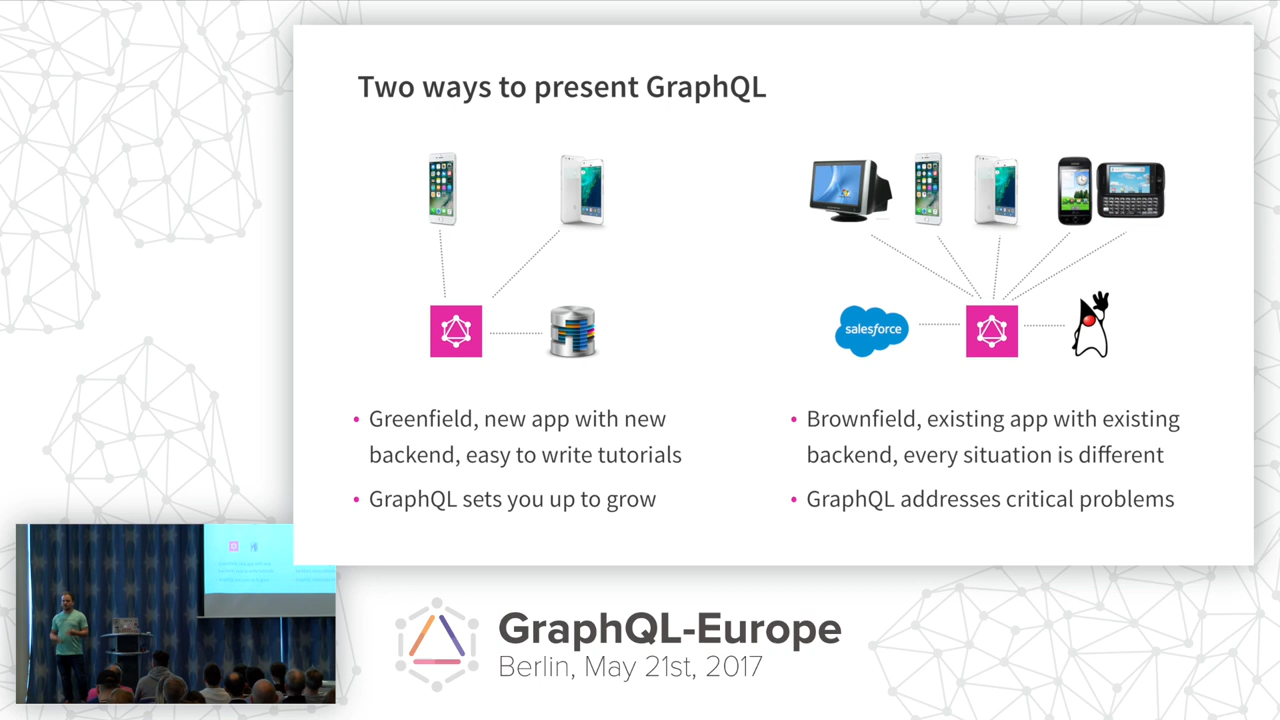 Two ways to present GraphQL
salesforce
• Greenfield, new app with new
backend, easy to write tutorials
• GraphQL sets you up to grow
• Brownfield, existing app with existing
backend, every situation is different
• GraphQL addresses critical problems
GraphQL-Europe
Berlin, May 21st, 2017